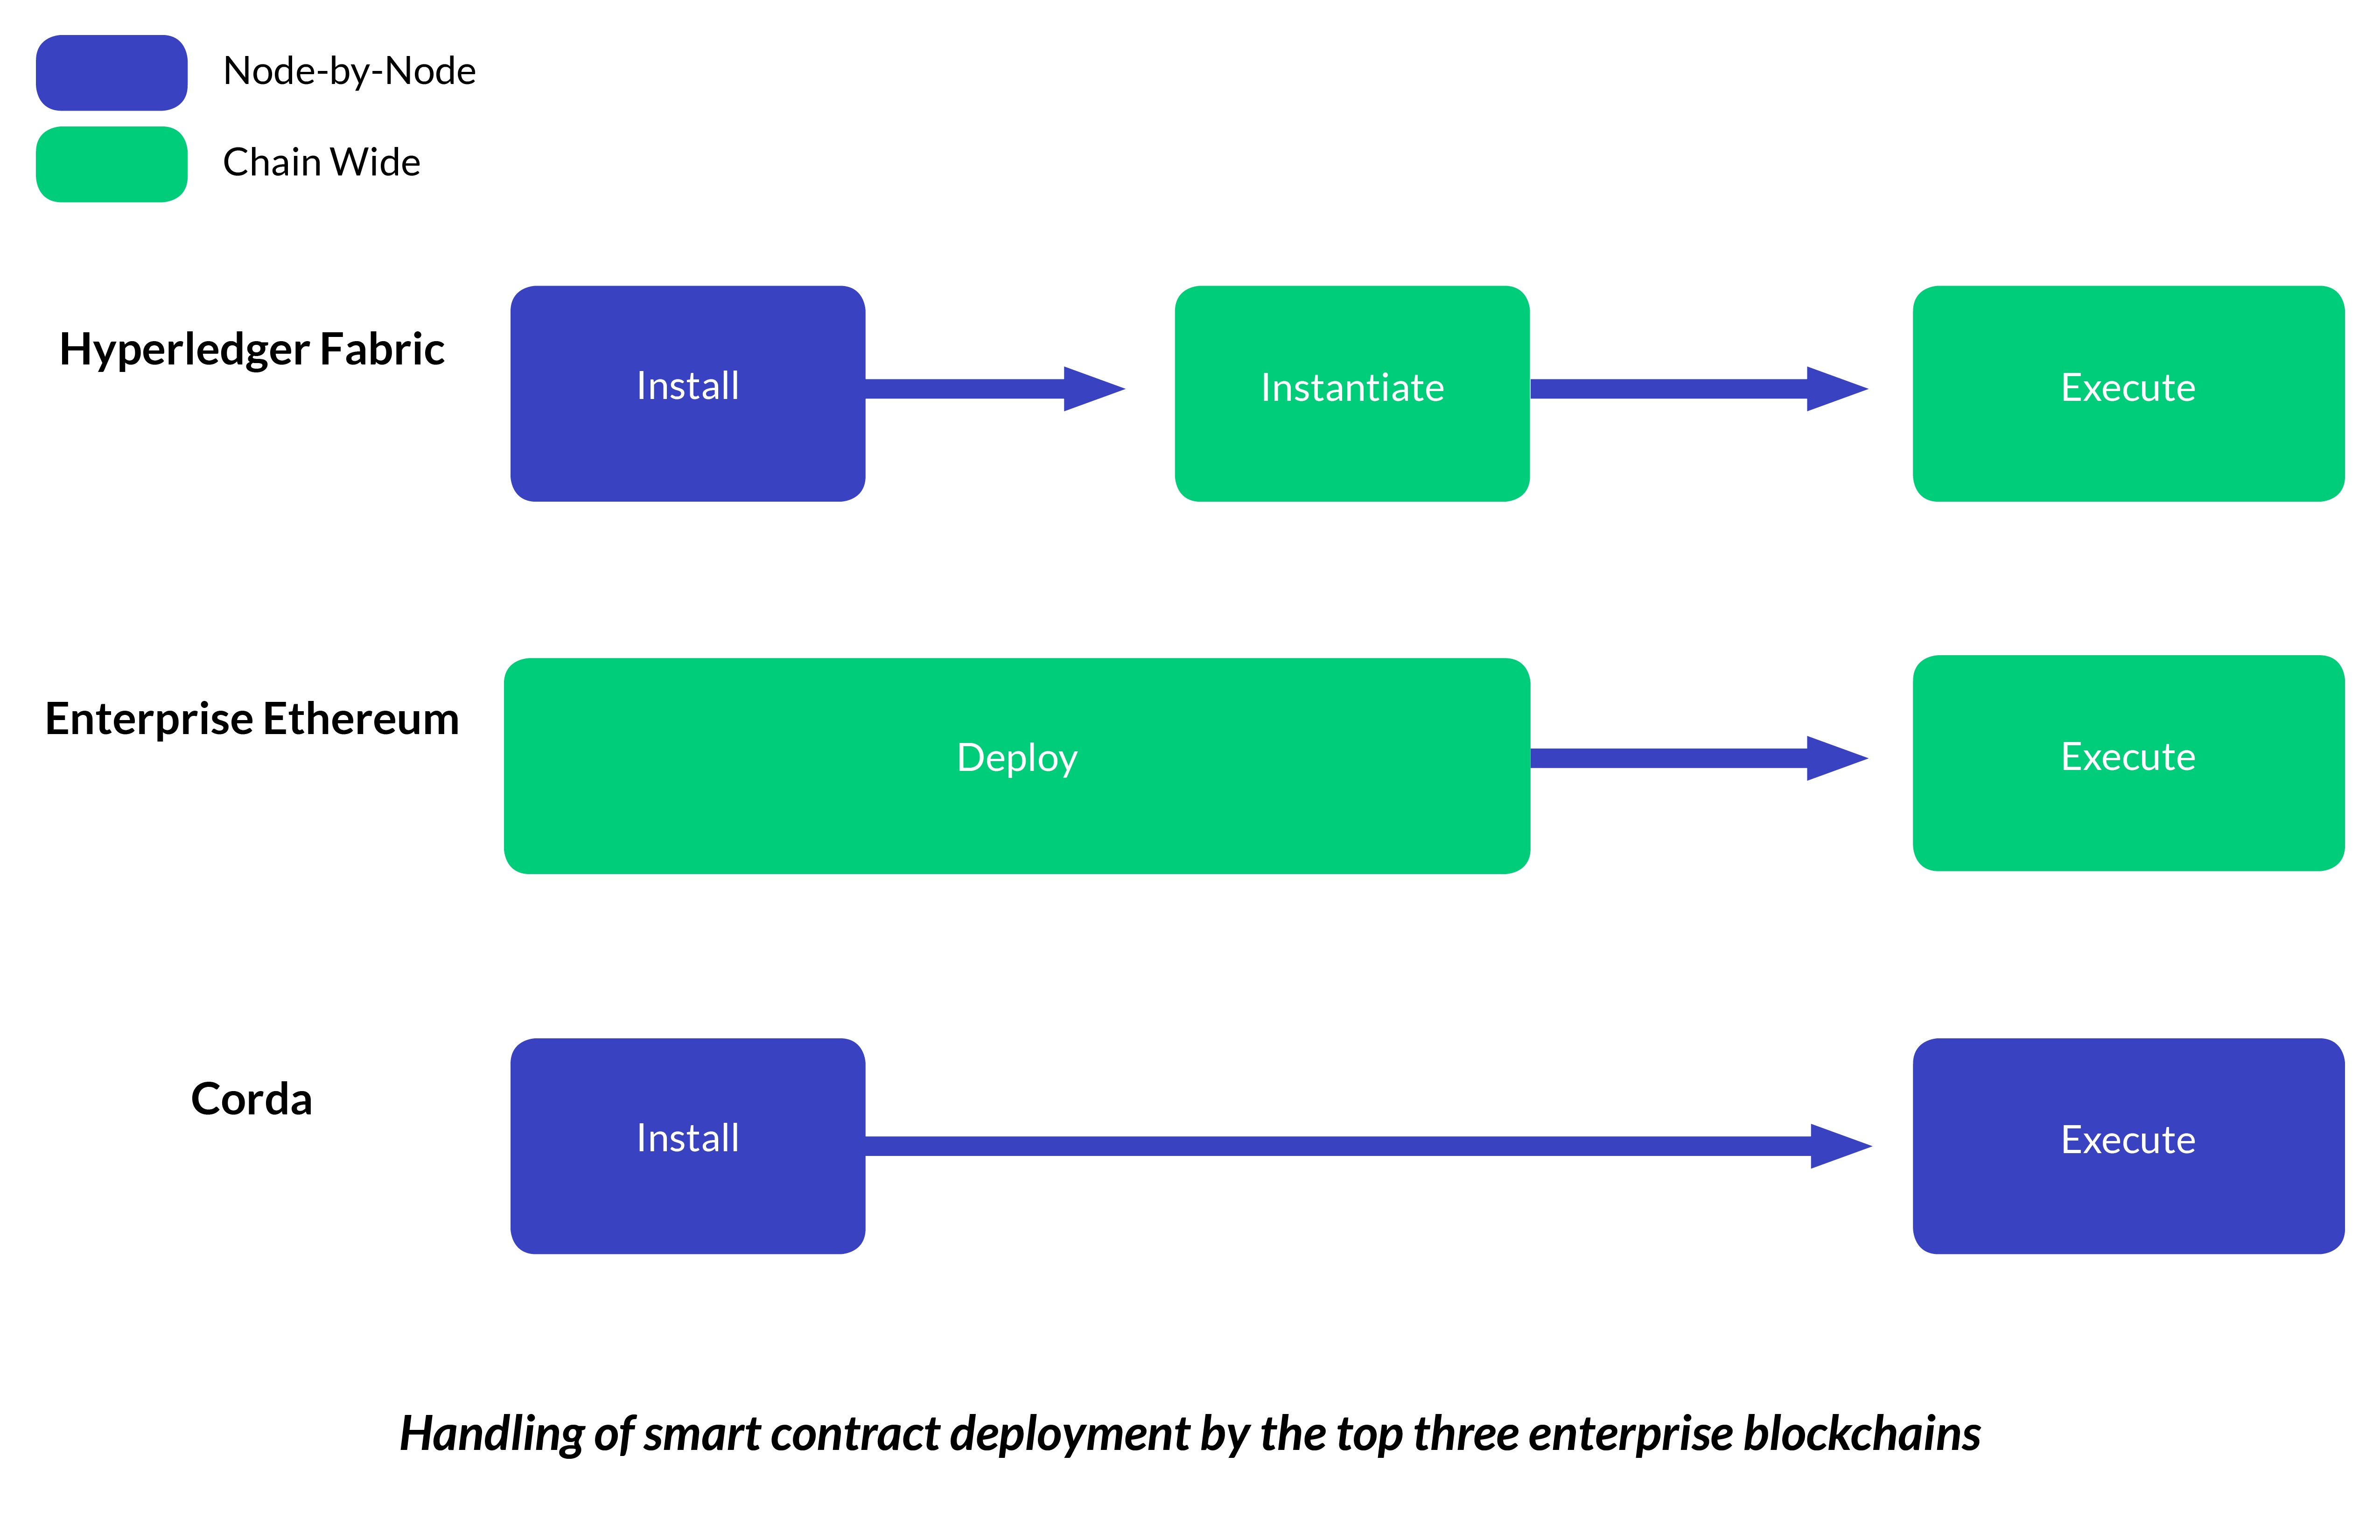 Node-by-Node
Chain Wide
Hyperledger Fabric
Install
Instantiate
Execute
Enterprise Ethereum
Deploy
Execute
Corda
Install
Execute
Handling of smart contract deployment by the top three enterprise blockchains